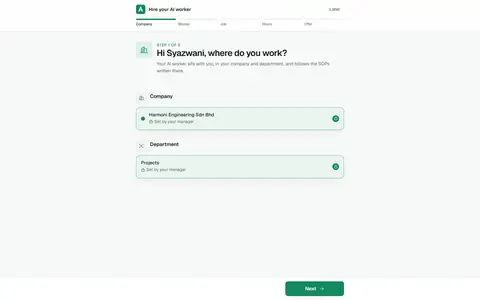 A Hire your AI worker
Later
Company
Worker
Job
Hours
Offer
STEP 1 OF 5
Hi Syazwani, where do you work?
Your AI worker sits with you, in your company and department, and follows the SOPs
written there.
Company
Harmoni Engineering Sdn Bhd
Set by your manager
Department
Projects
Set by your manager
Next →